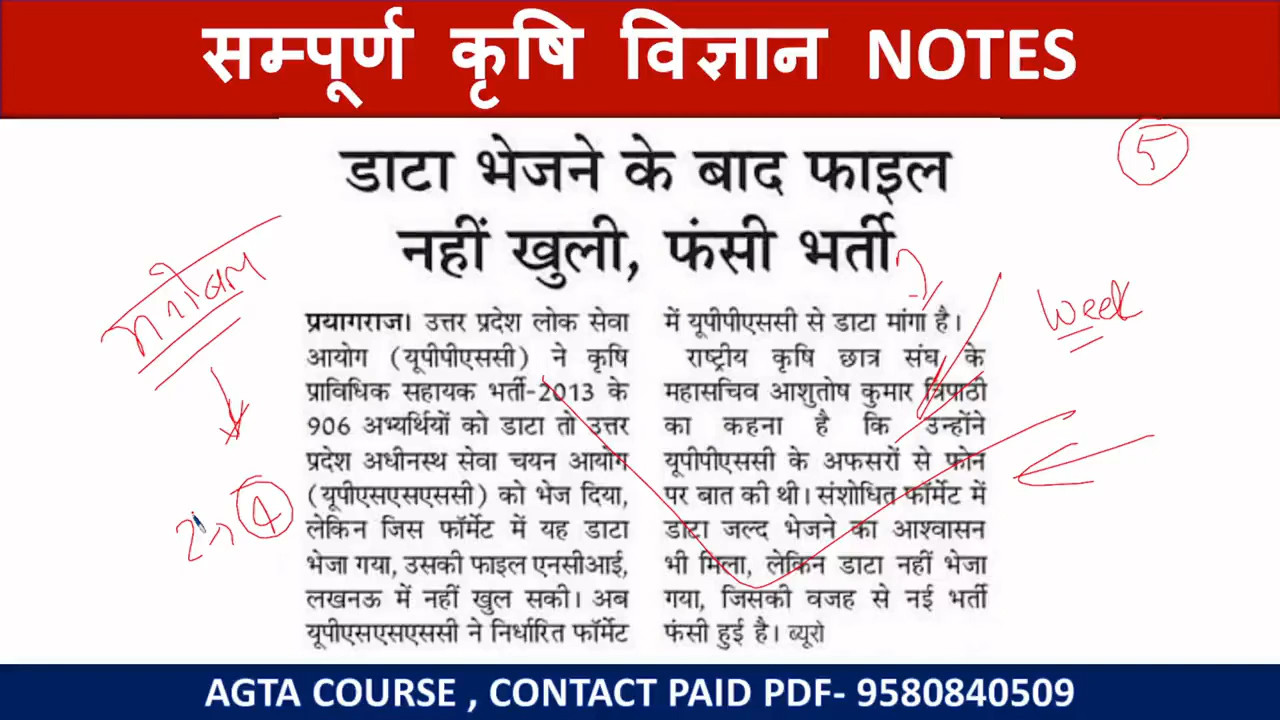 सम्पूर्ण कृषि विज्ञान NOTES
डाटा भेजने के बाद फाइल
नहीं खुली, फंसी भर्ती
प्रयागराज। उत्तर प्रदेश लोक सेवा
आयोग (यूपीपीएससी) ने कृषि
प्राविधिक सहायक भर्ती-2013 के
906 अभ्यर्थियों को डाटा तो उत्तर
प्रदेश अधीनस्थ सेवा चयन आयोग
(यूपीएसएसएससी) को भेज दिया,
लेकिन जिस फॉर्मेट में यह डाटा
भेजा गया, उसकी फाइल एनसीआई,
लखनऊ में नहीं खुल सकी। अब
यूपीएसएसएससी ने निर्धारित फॉर्मेट
में यूपीपीएससी से डाटा मांगा है।
राष्ट्रीय कृषि छात्र संघ के
महासचिव आशुतोष कुमार त्रिपाठी
का कहना है कि उन्होंने
यूपीपीएससी के अफसरों से फोन
पर बात की थी। संशोधित फॉर्मेट में
डाटा जल्द भेजने का आश्वासन
भी मिला, लेकिन डाटा नहीं भेजा
गया, जिसकी वजह से नई भर्ती
फंसी हुई है। ब्यूरो
5
week
4
AGTA COURSE , CONTACT PAID PDF- 9580840509